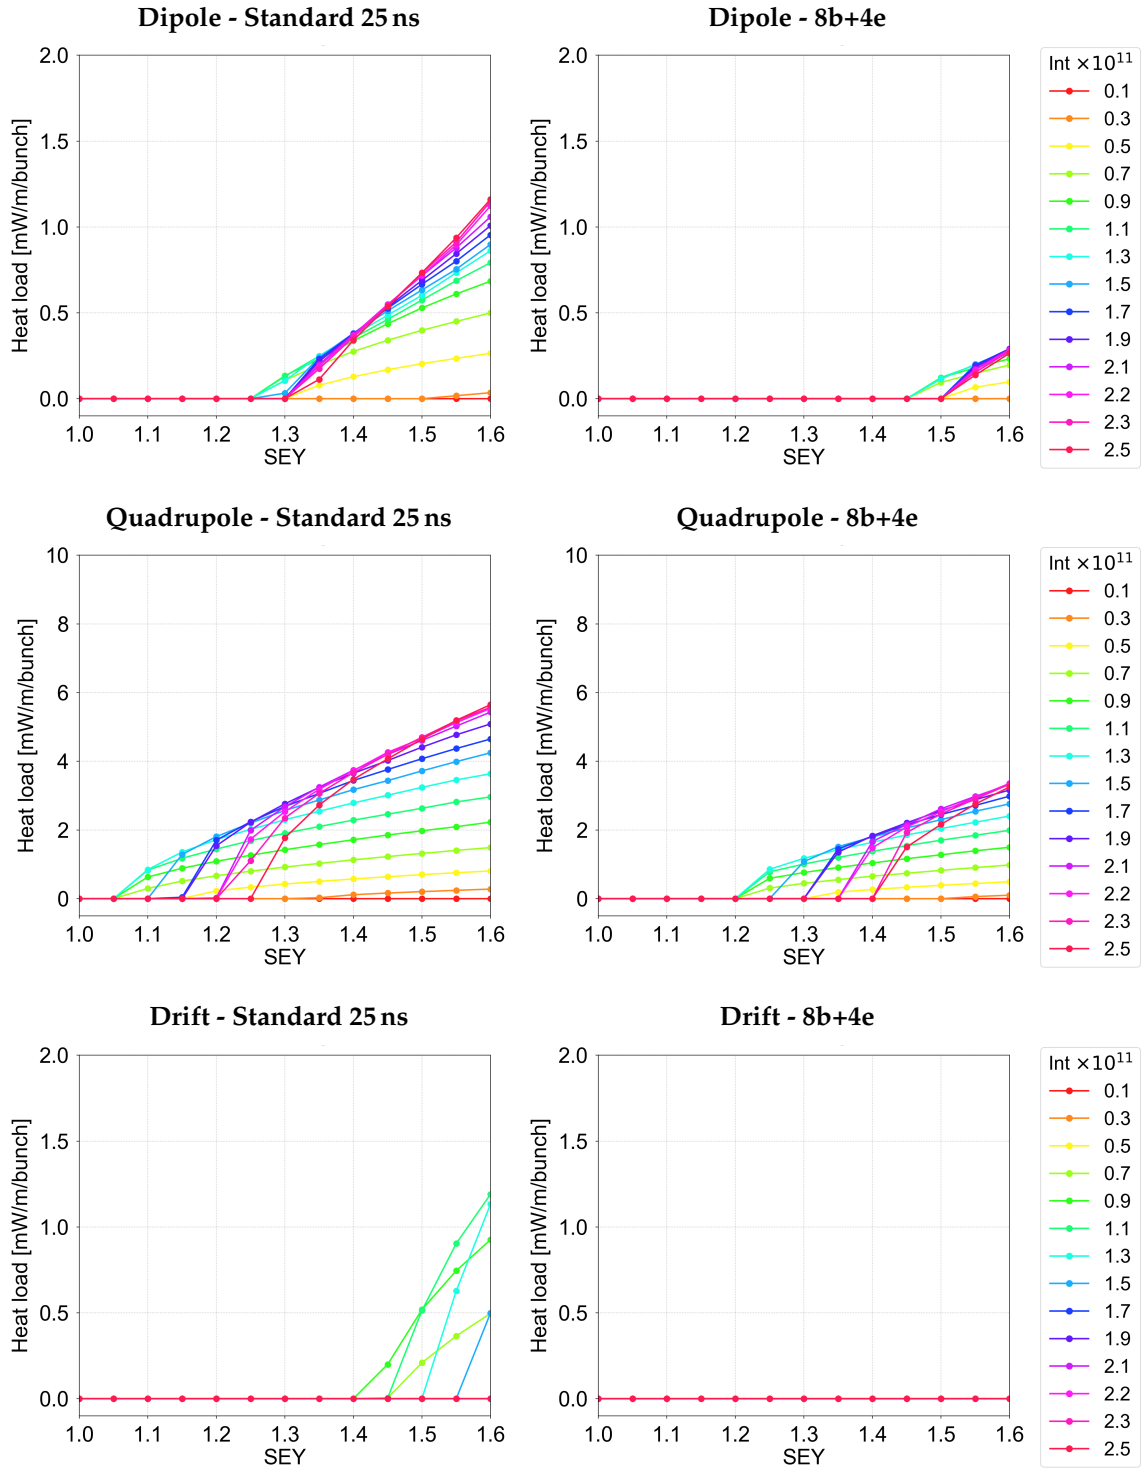 Dipole - Standard 25 ns
Dipole - 8b+4e
Heat load [mW/m/bunch]
2.0
1.5
1.0
0.5
0.0
1.0 1.1 1.2 1.3 1.4 1.5 1.6
SEY
Heat load [mW/m/bunch]
2.0
1.5
1.0
0.5
0.0
1.0 1.1 1.2 1.3 1.4 1.5 1.6
SEY
Int ×10¹¹
0.1
0.3
0.5
0.7
0.9
1.1
1.3
1.5
1.7
1.9
2.1
2.2
2.3
2.5
Quadrupole - Standard 25 ns
Quadrupole - 8b+4e
Heat load [mW/m/bunch]
10
8
6
4
2
0
1.0 1.1 1.2 1.3 1.4 1.5 1.6
SEY
Heat load [mW/m/bunch]
10
8
6
4
2
0
1.0 1.1 1.2 1.3 1.4 1.5 1.6
SEY
Int ×10¹¹
0.1
0.3
0.5
0.7
0.9
1.1
1.3
1.5
1.7
1.9
2.1
2.2
2.3
2.5
Drift - Standard 25 ns
Drift - 8b+4e
Heat load [mW/m/bunch]
2.0
1.5
1.0
0.5
0.0
1.0 1.1 1.2 1.3 1.4 1.5 1.6
SEY
Heat load [mW/m/bunch]
2.0
1.5
1.0
0.5
0.0
1.0 1.1 1.2 1.3 1.4 1.5 1.6
SEY
Int ×10¹¹
0.1
0.3
0.5
0.7
0.9
1.1
1.3
1.5
1.7
1.9
2.1
2.2
2.3
2.5